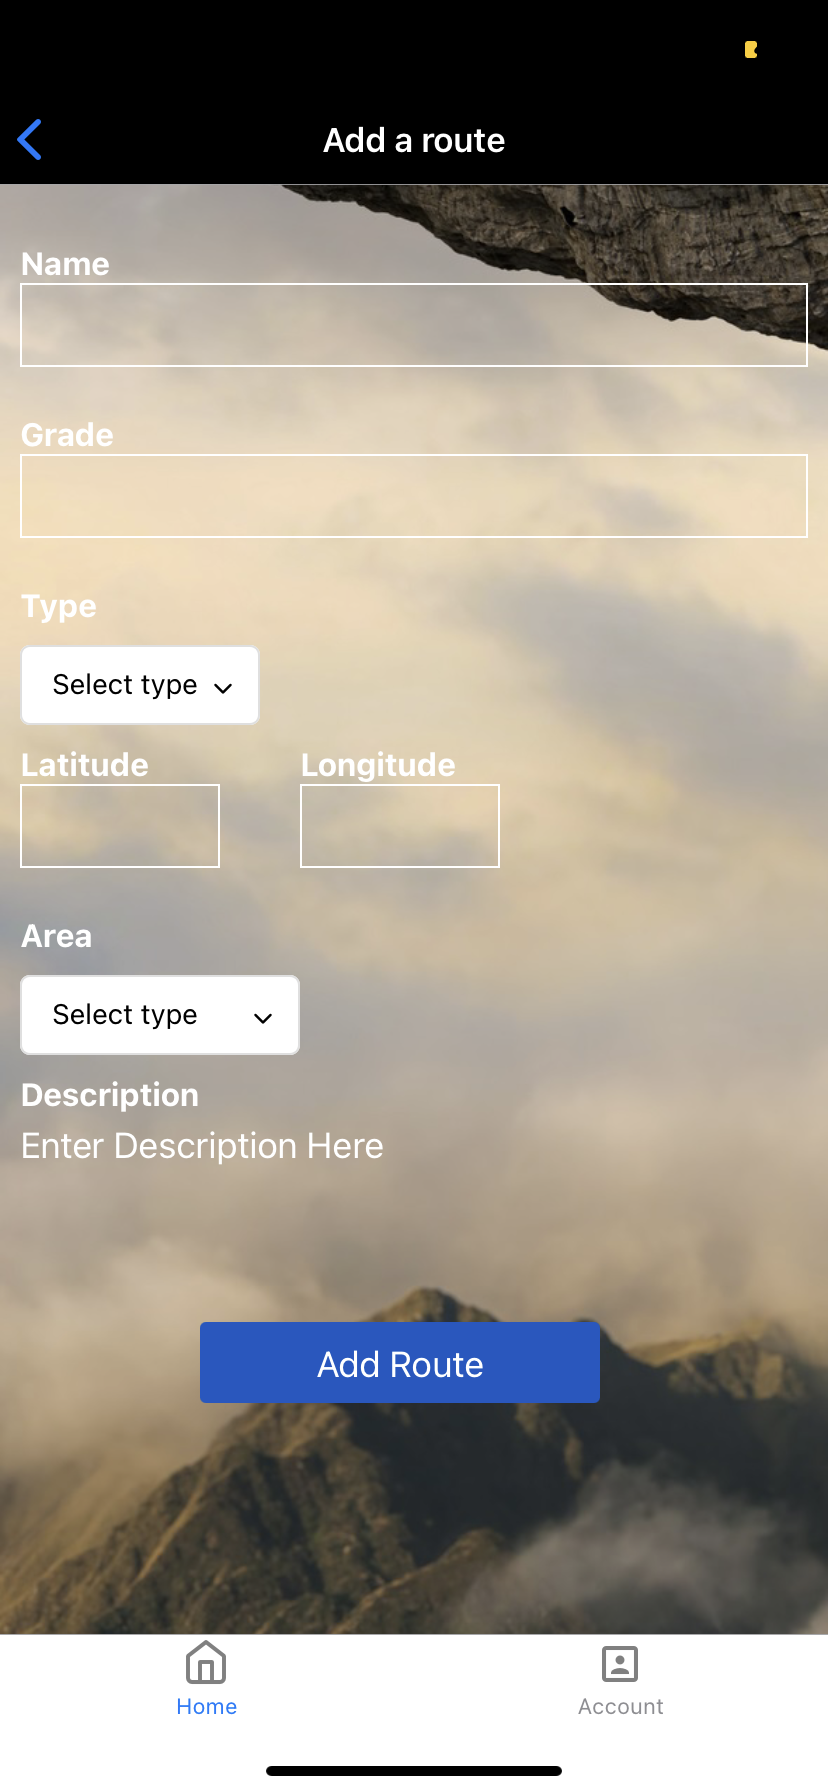 Add a route
Name
Grade
Type
Select type
Latitude Longitude
Area
Select type
Description
Enter Description Here
Add Route
Home Account